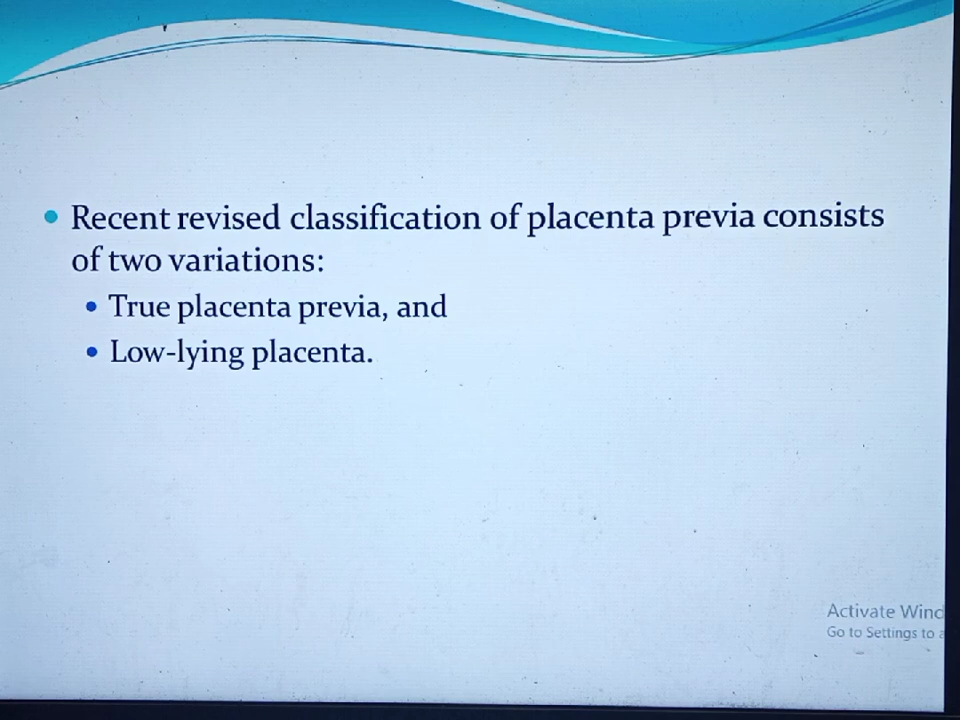 Recent revised classification of placenta previa consists
of two variations:
True placenta previa, and
Low-lying placenta.
Activate Wind
Go to Settings to a